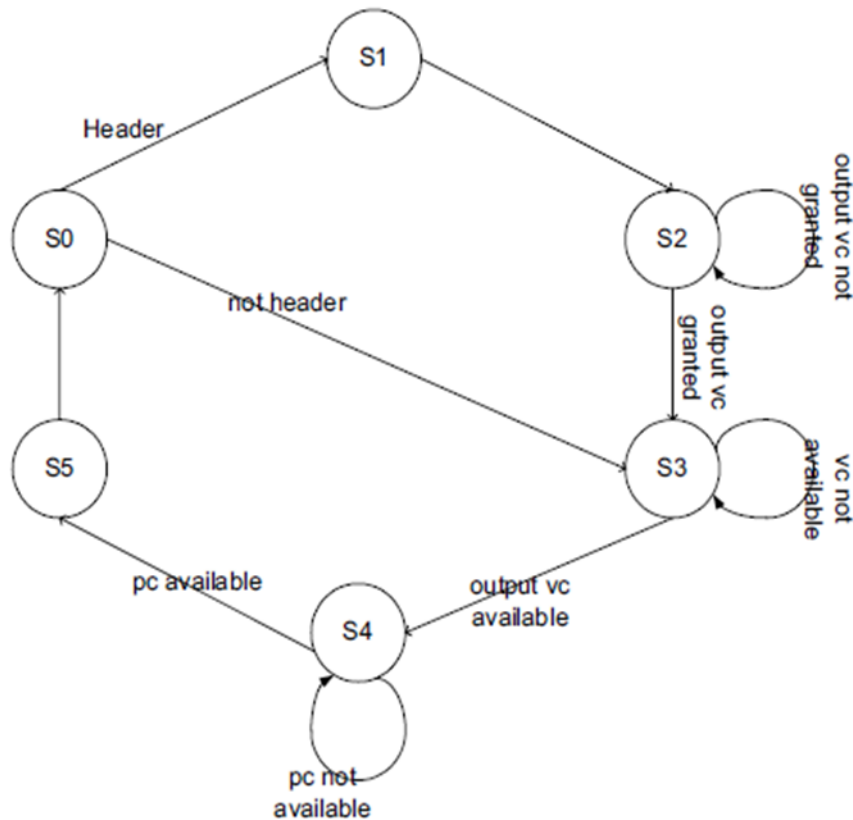 S1
Header
output vc not
granted
S0
S2
not header
output vc
granted
S5
S3
vc not
available
pc available
output vc
available
S4
pc not
available